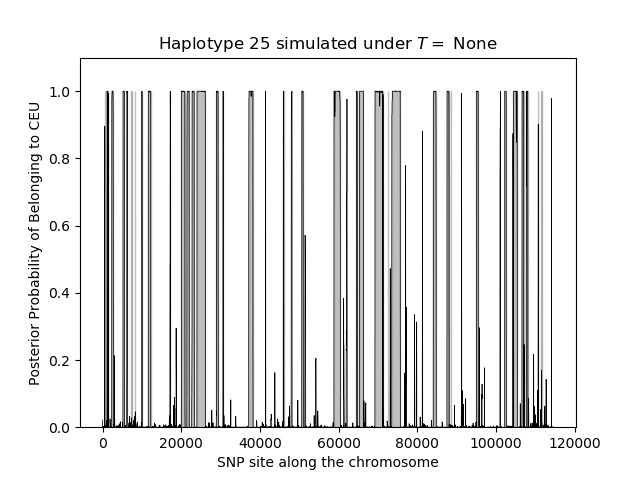 Haplotype 25 simulated under T = None
1.0
0.8
0.6
0.4
0.2
0.0
Posterior Probability of Belonging to CEU
0 20000 40000 60000 80000 100000 120000
SNP site along the chromosome